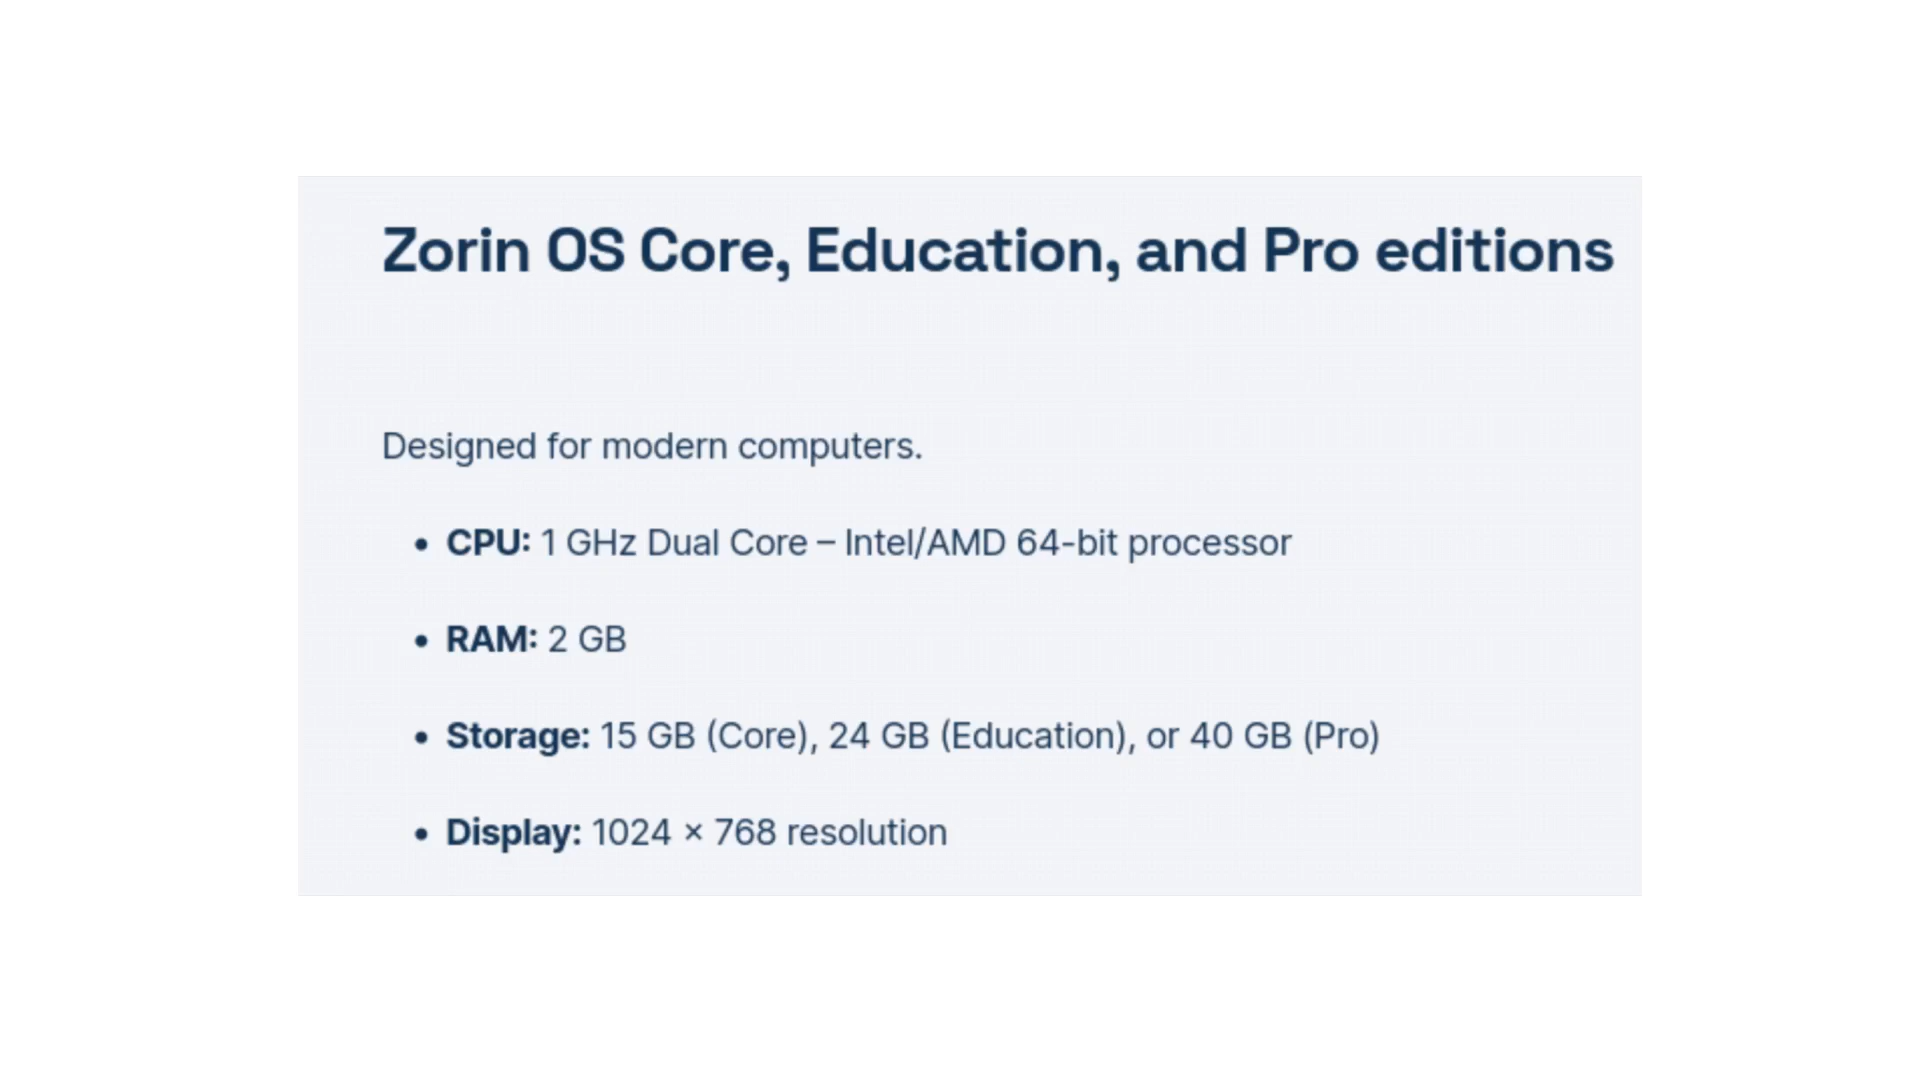 Zorin OS Core, Education, and Pro editions
Designed for modern computers.
• CPU: 1 GHz Dual Core – Intel/AMD 64-bit processor
• RAM: 2 GB
• Storage: 15 GB (Core), 24 GB (Education), or 40 GB (Pro)
• Display: 1024 × 768 resolution